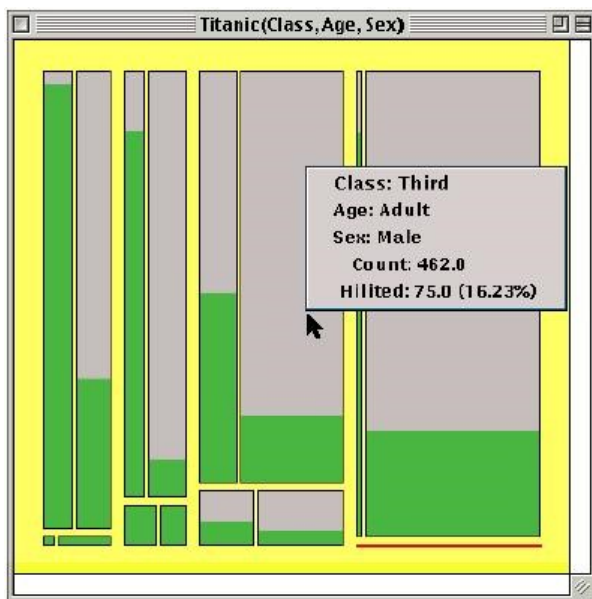 Titanic(Class, Age, Sex)
Class: Third
Age: Adult
Sex: Male
Count: 462.0
Hilited: 75.0 (16.23%)